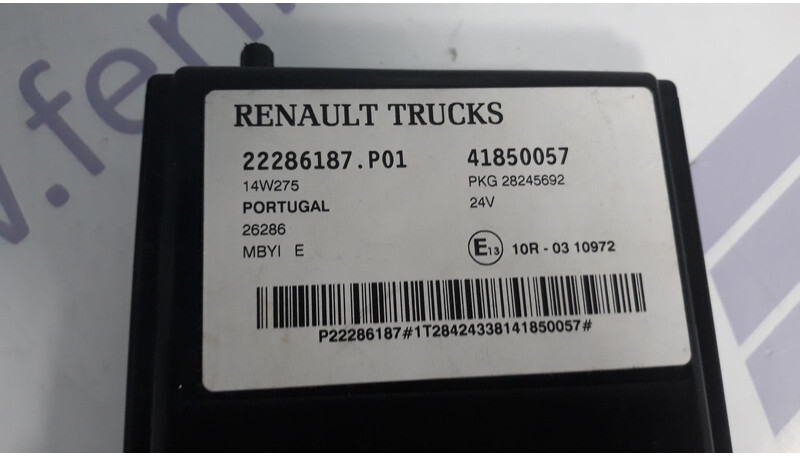 RENAULT TRUCKS
22286187.P01 41850057
14W275 PKG 28245692
PORTUGAL 24V
26286
MBYI E E13 10R - 03 10972
P22286187#1T28424338141850057#